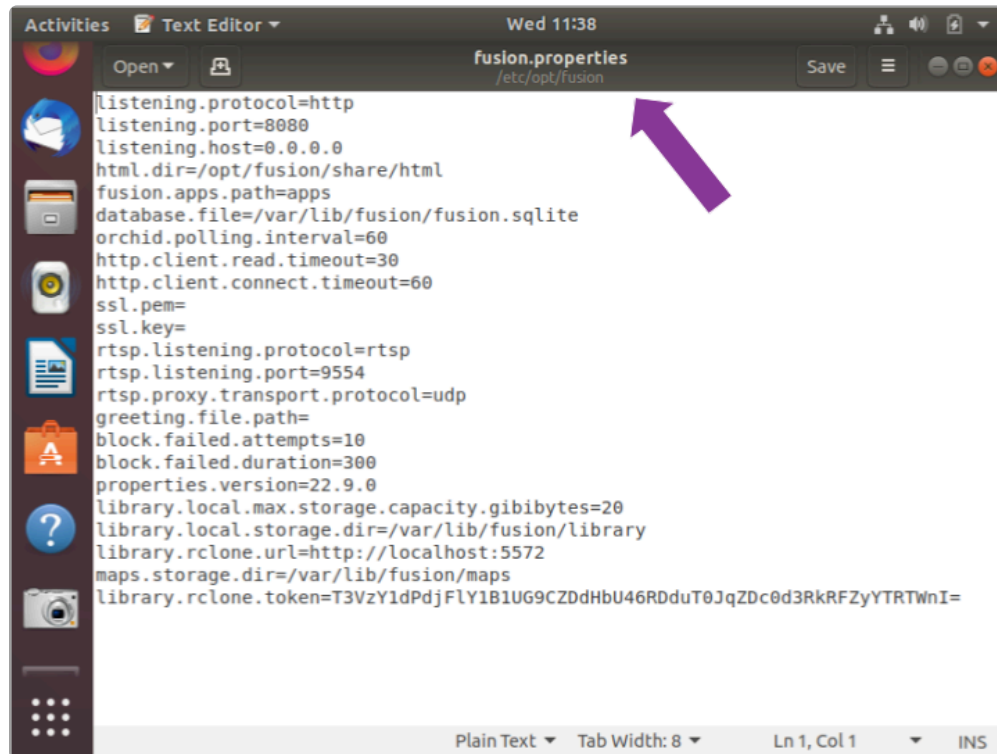 Activities Text Editor Wed 11:38
Open fusion.properties Save
/etc/opt/fusion
listening.protocol=http
listening.port=8080
listening.host=0.0.0.0
html.dir=/opt/fusion/share/html
fusion.apps.path=apps
database.file=/var/lib/fusion/fusion.sqlite
orchid.polling.interval=60
http.client.read.timeout=30
http.client.connect.timeout=60
ssl.pem=
ssl.key=
rtsp.listening.protocol=rtsp
rtsp.listening.port=9554
rtsp.proxy.transport.protocol=udp
greeting.file.path=
block.failed.attempts=10
block.failed.duration=300
properties.version=22.9.0
library.local.max.storage.capacity.gibibytes=20
library.local.storage.dir=/var/lib/fusion/library
library.rclone.url=http://localhost:5572
maps.storage.dir=/var/lib/fusion/maps
library.rclone.token=T3VzY1dPdjFlY1B1UG9CZDdHbU46RDduT0JqZDc0d3RkRFZyYTRTWnI=
Plain Text Tab Width: 8 Ln 1, Col 1 INS